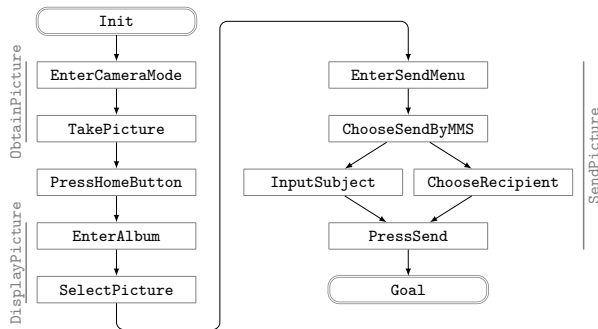 Init
EnterCameraMode
TakePicture
PressHomeButton
EnterAlbum
SelectPicture
ObtainPicture
DisplayPicture
EnterSendMenu
ChooseSendByMMS
InputSubject
ChooseRecipient
PressSend
Goal
SendPicture